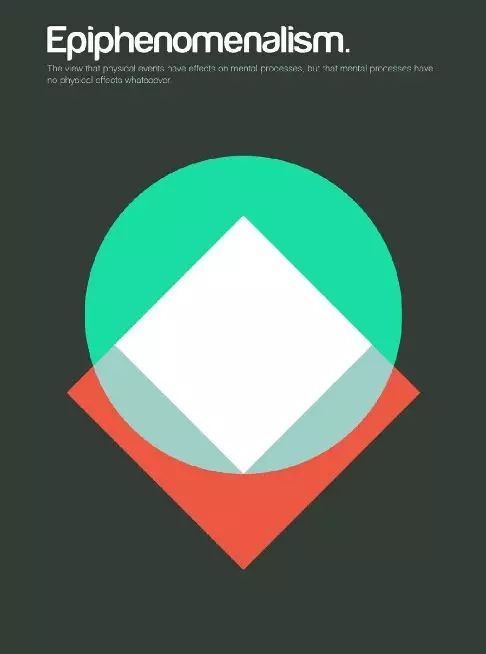 Epiphenomenalism.
The view that physical events have effects on mental processes, but that mental processes have
no physical effects whatsoever.